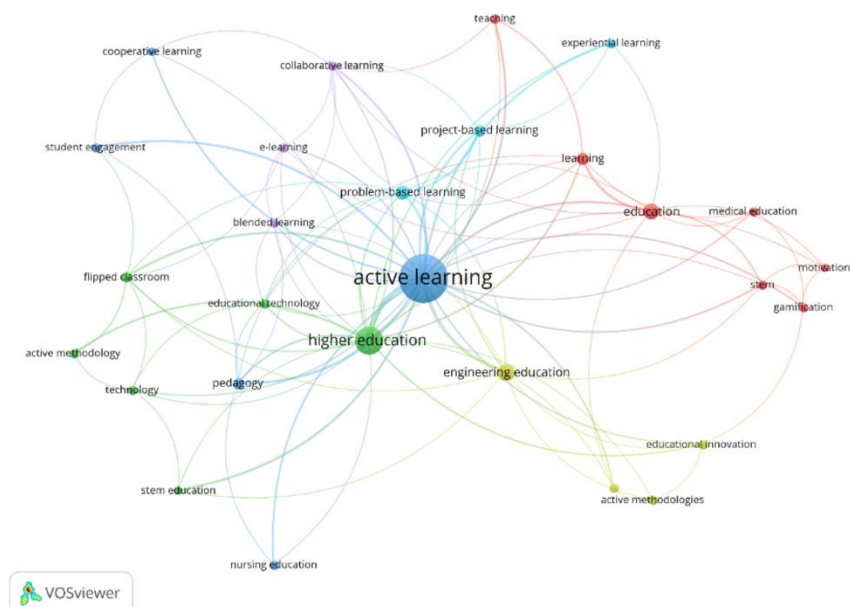 teaching
experiential learning
cooperative learning
collaborative learning
project-based learning
student engagement
e-learning
learning
problem-based learning
education
medical education
blended learning
motivation
flipped classroom
active learning
stem
educational technology
gamification
higher education
active methodology
engineering education
technology
pedagogy
educational innovation
stem education
active methodologies
nursing education
VOSviewer